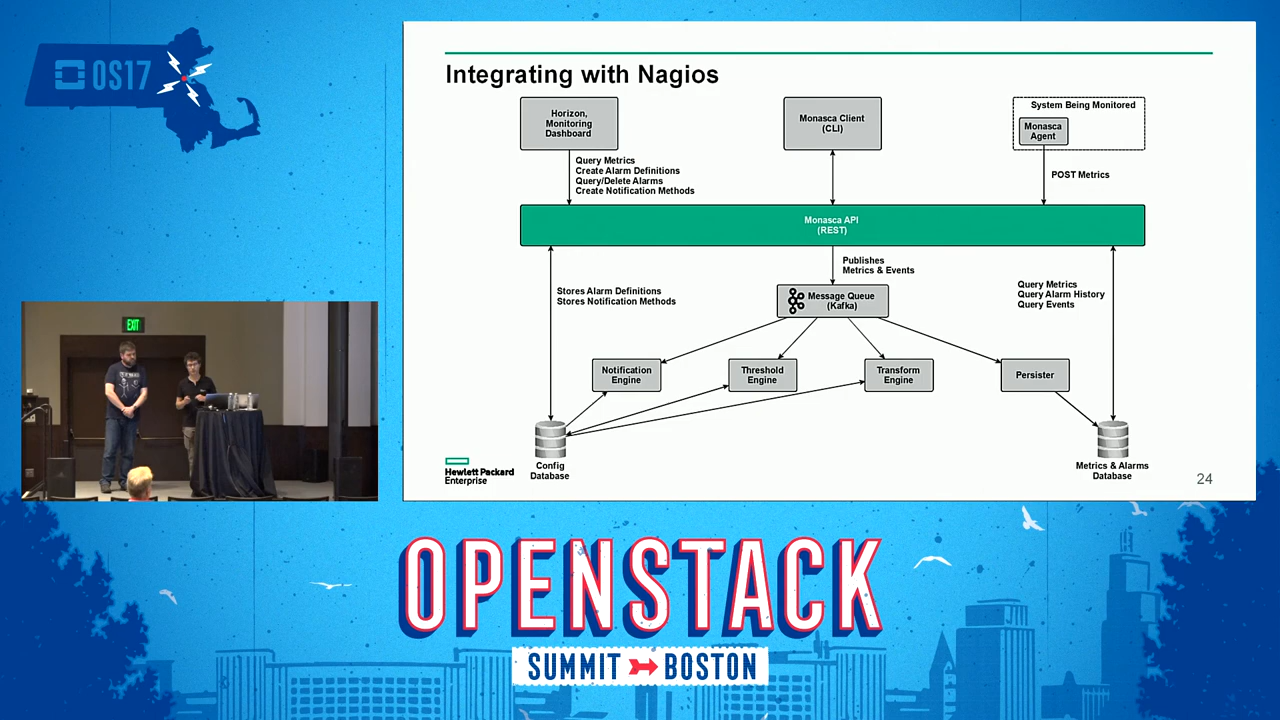 OS17
Integrating with Nagios
Horizon,
Monitoring
Dashboard
Monasca Client
(CLI)
System Being Monitored
Monasca
Agent
Query Metrics
Create Alarm Definitions
Query/Delete Alarms
Create Notification Methods
POST Metrics
Monasca API
(REST)
Publishes
Metrics & Events
Stores Alarm Definitions
Stores Notification Methods
Message Queue
(Kafka)
Query Metrics
Query Alarm History
Query Events
Notification
Engine
Threshold
Engine
Transform
Engine
Persister
Config
Database
Metrics & Alarms
Database
Hewlett Packard
Enterprise
24
EXIT
OPENSTACK
SUMMIT BOSTON